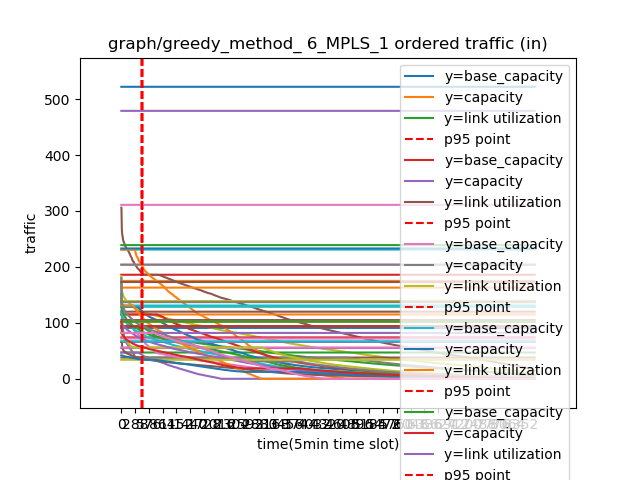 graph/greedy_method_ 6_MPLS_1 ordered traffic (in)
traffic
500
400
300
200
100
0
time(5min time slot)
y=base_capacity
y=capacity
y=link utilization
p95 point
y=base_capacity
y=capacity
y=link utilization
p95 point
y=base_capacity
y=capacity
y=link utilization
p95 point
y=base_capacity
y=capacity
y=link utilization
p95 point
y=base_capacity
y=capacity
y=link utilization
p95 point